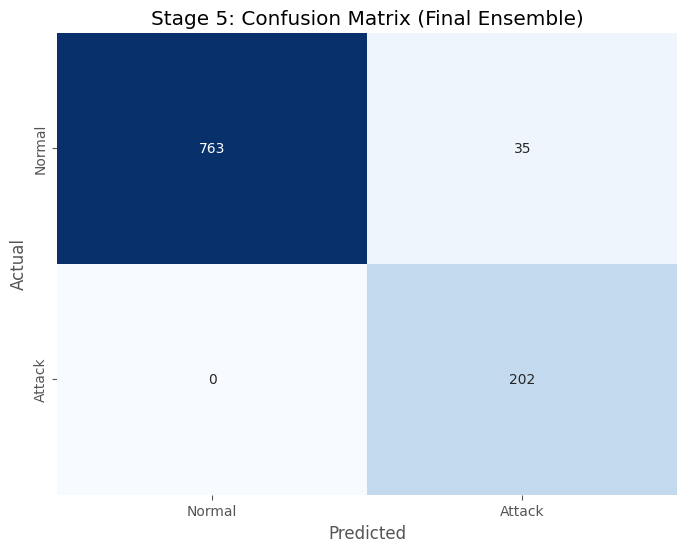 Stage 5: Confusion Matrix (Final Ensemble)
Actual
Normal
763
35
Attack
0
202
Normal
Attack
Predicted